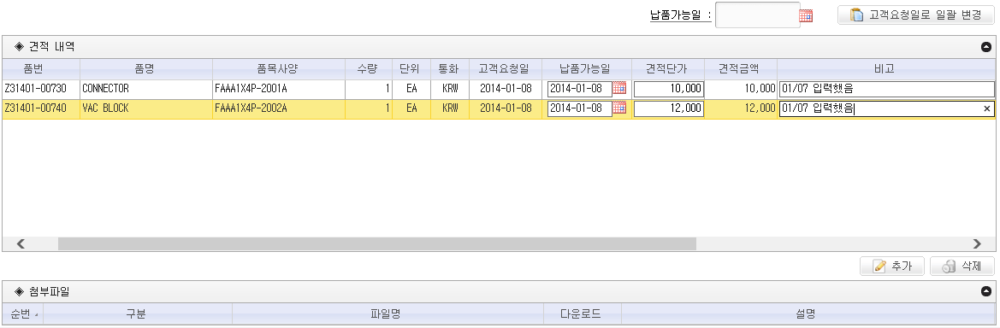 납품가능일 : 고객요청일로 일괄 변경
◈ 견적 내역
품번 품명 품목사양 수량 단위 통화 고객요청일 납품가능일 견적단가 견적금액 비고
Z31401-00730 CONNECTOR FAAA1X4P-2001A 1 EA KRW 2014-01-08 2014-01-08 10,000 10,000 01/07 입력했음
Z31401-00740 VAC BLOCK FAAA1X4P-2002A 1 EA KRW 2014-01-08 2014-01-08 12,000 12,000 01/07 입력했음
추가 삭제
◈ 첨부파일
순번 구분 파일명 다운로드 설명